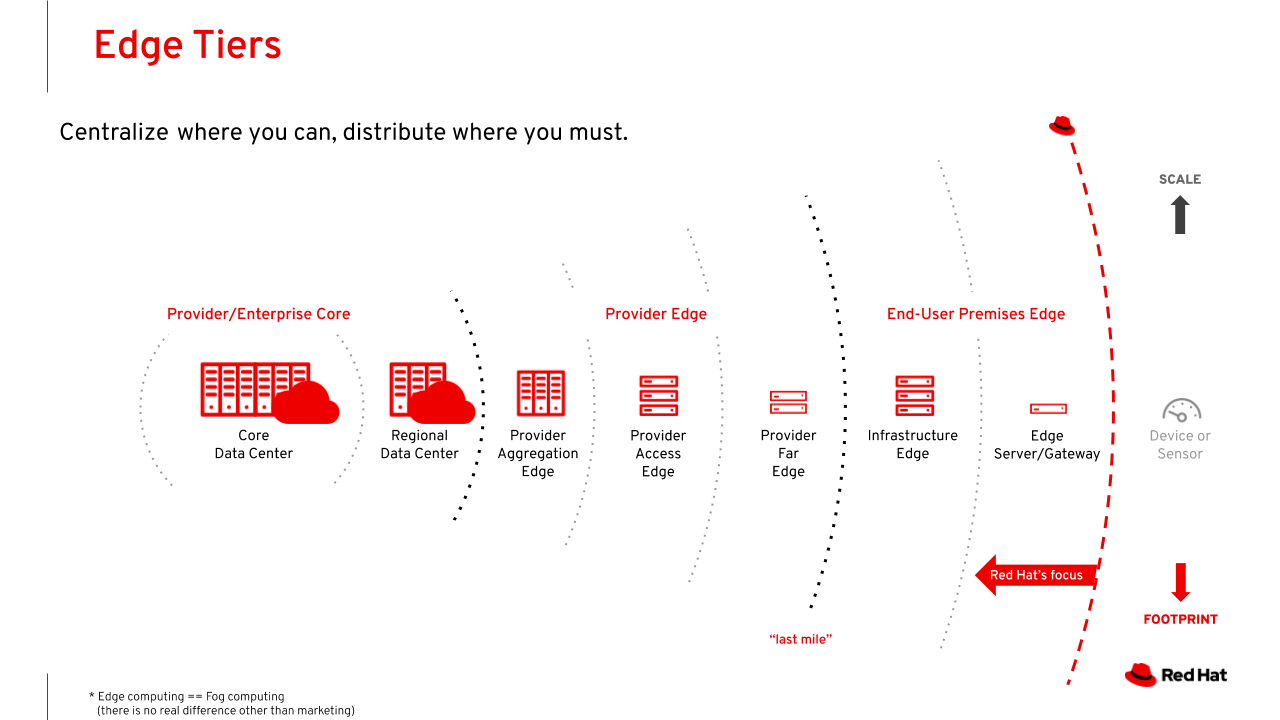 Edge Tiers
Centralize where you can, distribute where you must.
SCALE
Provider/Enterprise Core
Provider Edge
End-User Premises Edge
Core
Data Center
Regional
Data Center
Provider
Aggregation
Edge
Provider
Access
Edge
Provider
Far
Edge
Infrastructure
Edge
Edge
Server/Gateway
Device or
Sensor
Red Hat's focus
FOOTPRINT
“last mile”
Red Hat
* Edge computing == Fog computing
(there is no real difference other than marketing)